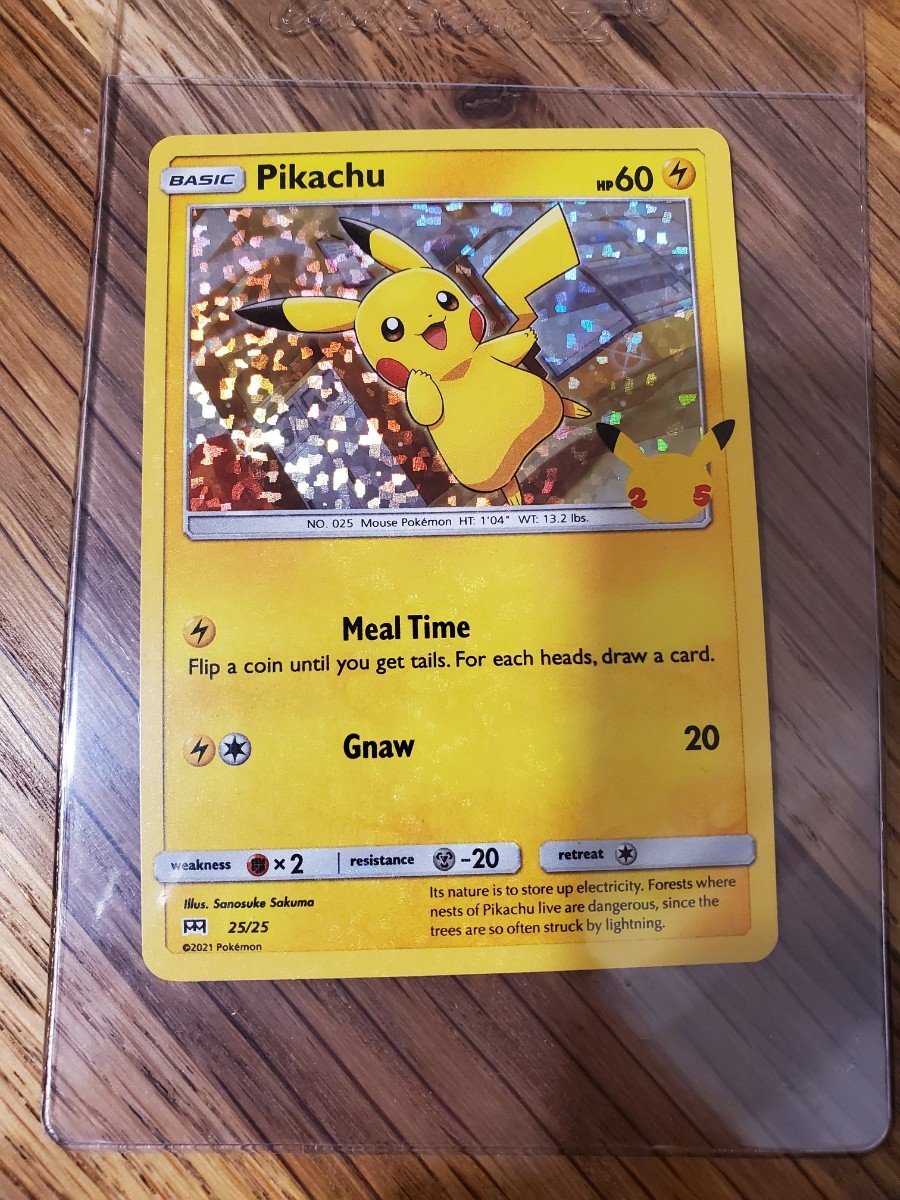 BASIC Pikachu HP60
NO. 025 Mouse Pokémon HT: 1'04" WT: 13.2 lbs.
2 5
Meal Time
Flip a coin until you get tails. For each heads, draw a card.
Gnaw 20
weakness ×2 resistance -20 retreat
Illus. Sanosuke Sakuma
25/25
©2021 Pokémon
Its nature is to store up electricity. Forests where
nests of Pikachu live are dangerous, since the
trees are so often struck by lightning.